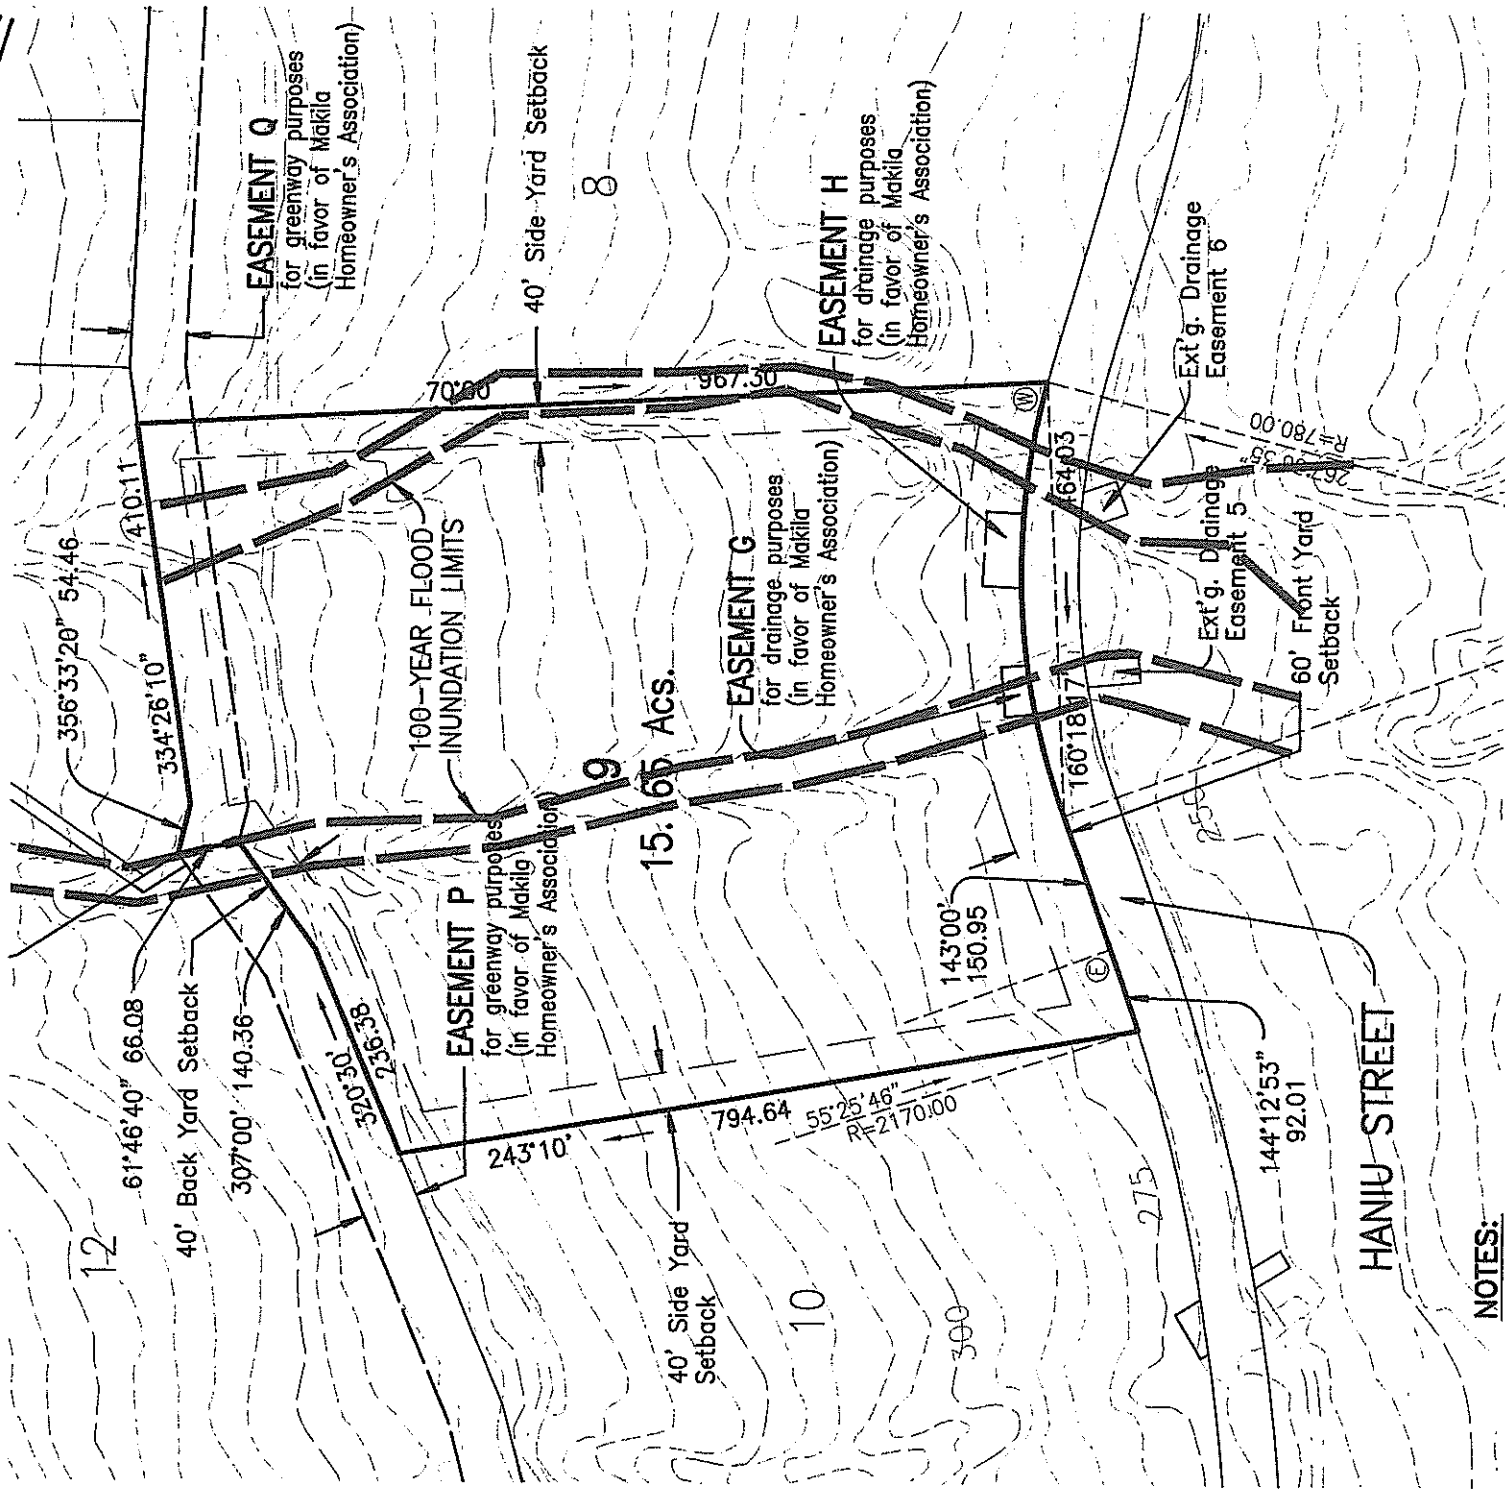 EASEMENT Q
for greenway purposes
(in favor of Makila
Homeowner's Association)
40' Side Yard Setback
8
EASEMENT H
for drainage purposes
(in favor of Makila
Homeowner's Association)
Ext'g. Drainage
Easement 6
356°33'20" 54.46
410.11
334°26'10"
70°00'
967.30
100-YEAR FLOOD
INUNDATION LIMITS
9
15. 65 Acs.
EASEMENT G
for drainage purposes
(in favor of Makila
Homeowner's Association)
W
164.03
R=780.00
Ext'g. Drainage
Easement 5
60' Front Yard
Setback
160°18'17"
255
12
61°46'40" 66.08
40' Back Yard Setback
307°00' 140.36
320°30'
236.38
EASEMENT P
for greenway purposes
(in favor of Makila
Homeowner's Association)
243°10'
794.64
55°25'46"
R=2170.00
40' Side Yard
Setback
10
300
275
143°00'
150.95
E
144°12'53"
92.01
HANIU STREET
NOTES: